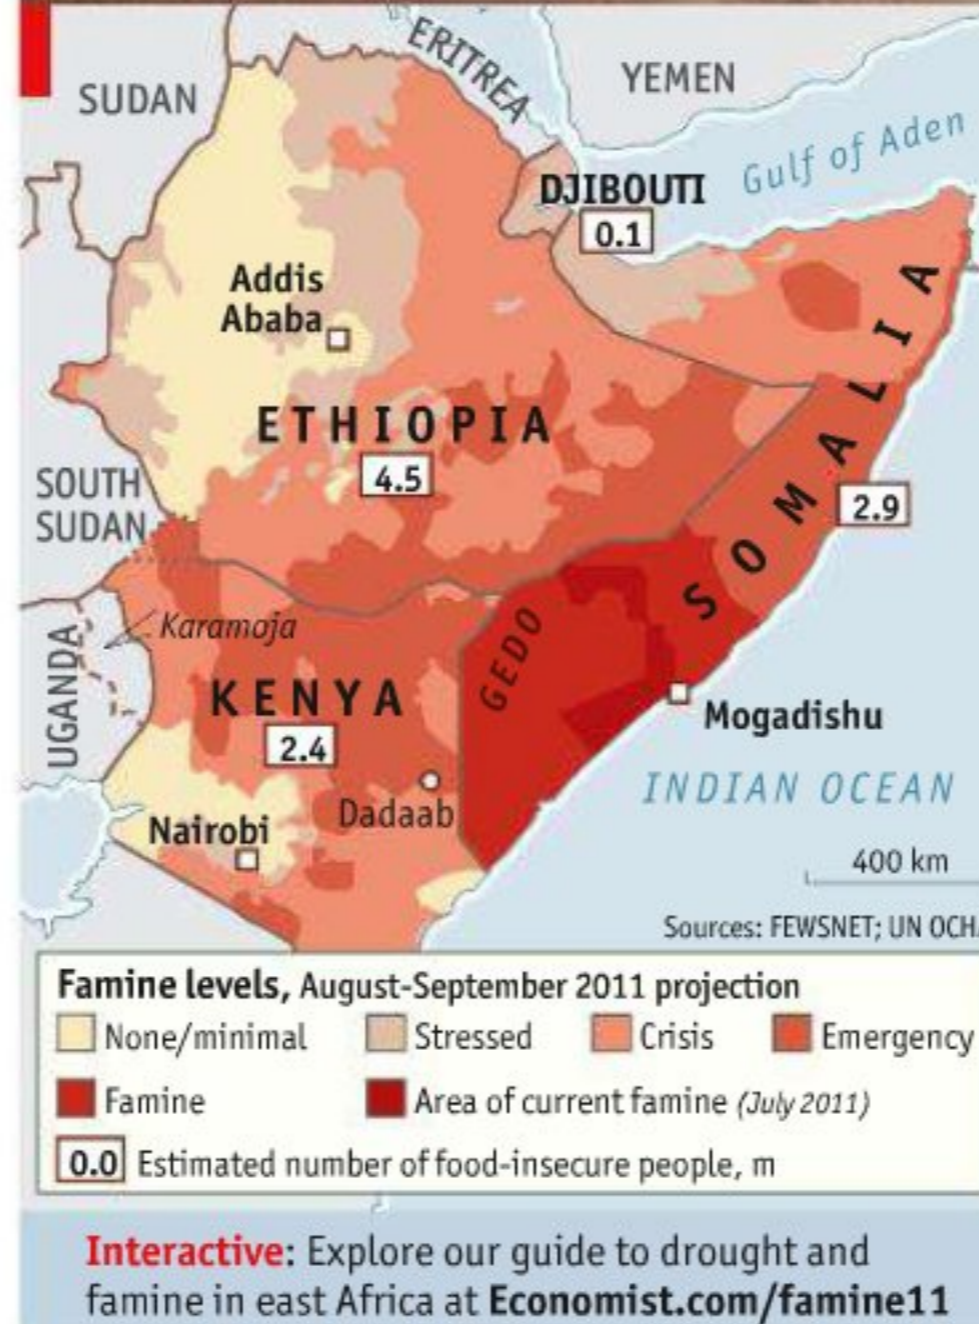 SUDAN
ERITREA
YEMEN
Gulf of Aden
DJIBOUTI
0.1
Addis
Ababa
ETHIOPIA
4.5
SOUTH
SUDAN
SOMALIA
2.9
Karamoja
UGANDA
KENYA
2.4
GEDO
Mogadishu
INDIAN OCEAN
Dadaab
Nairobi
400 km
Sources: FEWSNET; UN OCH
Famine levels, August-September 2011 projection
None/minimal Stressed Crisis Emergency
Famine Area of current famine (July 2011)
0.0 Estimated number of food-insecure people, m
Interactive: Explore our guide to drought and
famine in east Africa at Economist.com/famine11